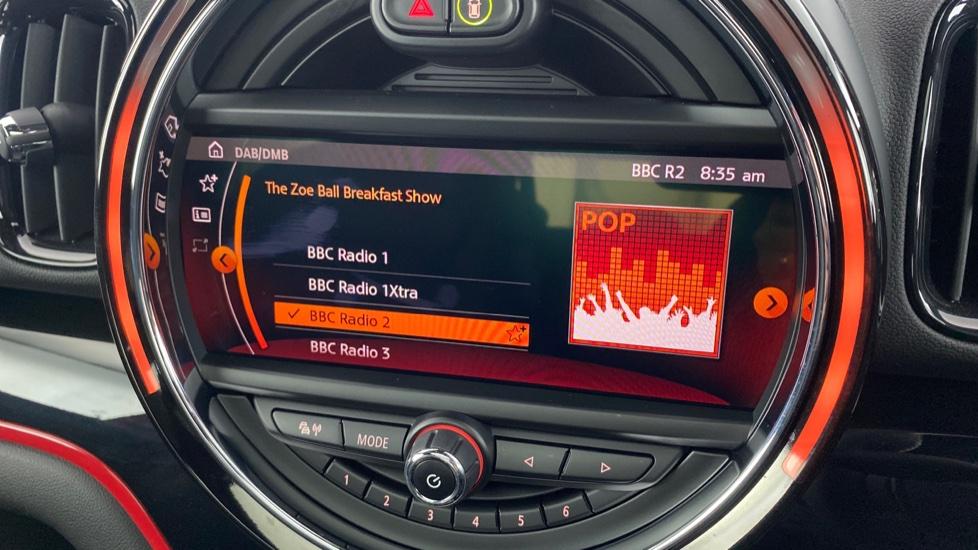 DAB/DMB
BBC R2 8:35 am
The Zoe Ball Breakfast Show
POP
BBC Radio 1
BBC Radio 1Xtra
BBC Radio 2
BBC Radio 3
MODE
1
2
3
4
5
6